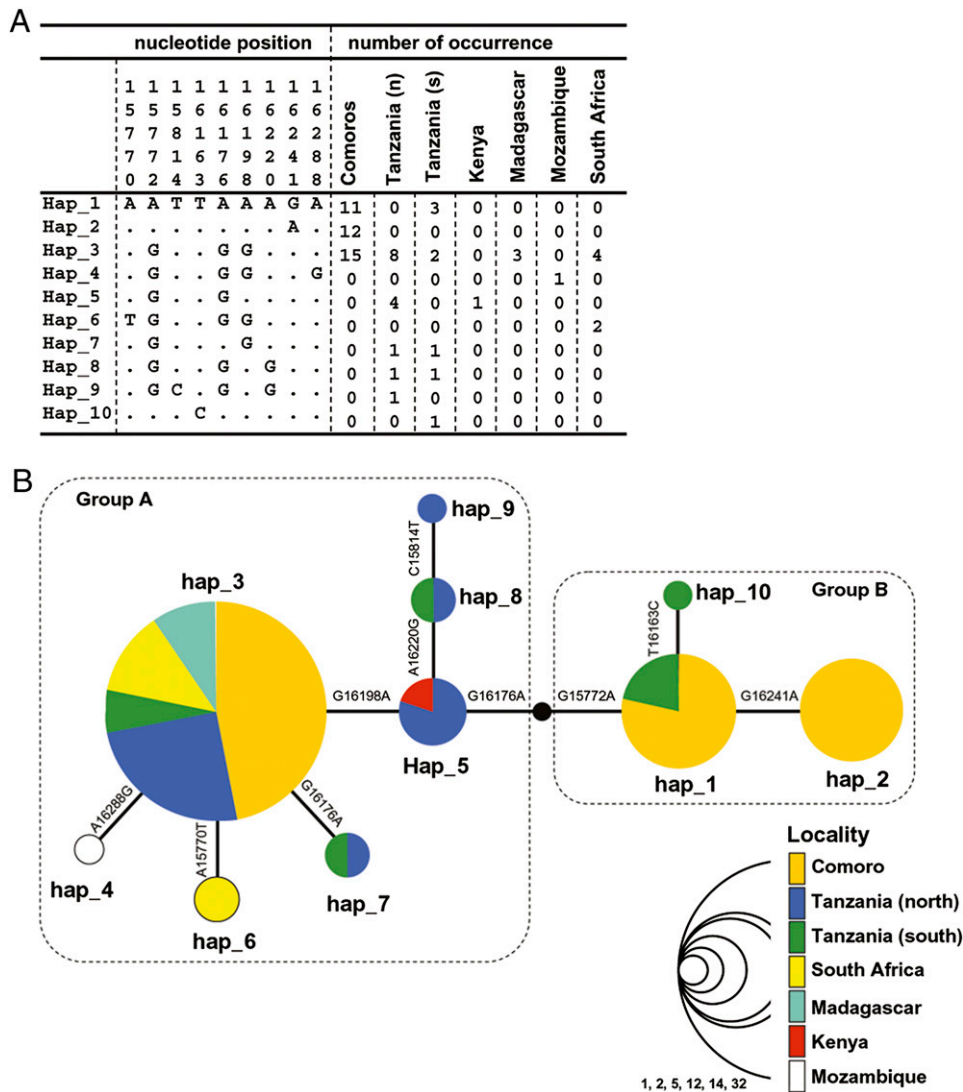 A
nucleotide position number of occurrence
1 1 1 1 1 1 1 1 1
5 5 5 6 6 6 6 6 6
7 7 8 1 1 1 2 2 2
7 7 1 6 7 9 2 4 8
0 2 4 3 6 8 0 1 8
Comoros
Tanzania (n)
Tanzania (s)
Kenya
Madagascar
Mozambique
South Africa
Hap_1 A A T T A A A G A 11 0 3 0 0 0 0
Hap_2 . . . . . . . A . 12 0 0 0 0 0 0
Hap_3 . G . . G G . . . 15 8 2 0 3 0 4
Hap_4 . G . . G G . . G 0 0 0 0 0 1 0
Hap_5 . G . . G . . . . 0 4 0 1 0 0 0
Hap_6 T G . . G G . . . 0 0 0 0 0 0 2
Hap_7 . G . . . G . . . 0 1 1 0 0 0 0
Hap_8 . G . . G . G . . 0 1 1 0 0 0 0
Hap_9 . G C . G . G . . 0 1 0 0 0 0 0
Hap_10 . . . C . . . . . 0 0 1 0 0 0 0
B
Group A
hap_9
C15814T
hap_8
A16220G
hap_3
G16198A
Hap_5
G16176A
A16288G
hap_4
A15770T
hap_6
G16176A
hap_7
Group B
hap_10
T16163C
G15772A
hap_1
G16241A
hap_2
Locality
Comoro
Tanzania (north)
Tanzania (south)
South Africa
Madagascar
Kenya
Mozambique
1, 2, 5, 12, 14, 32